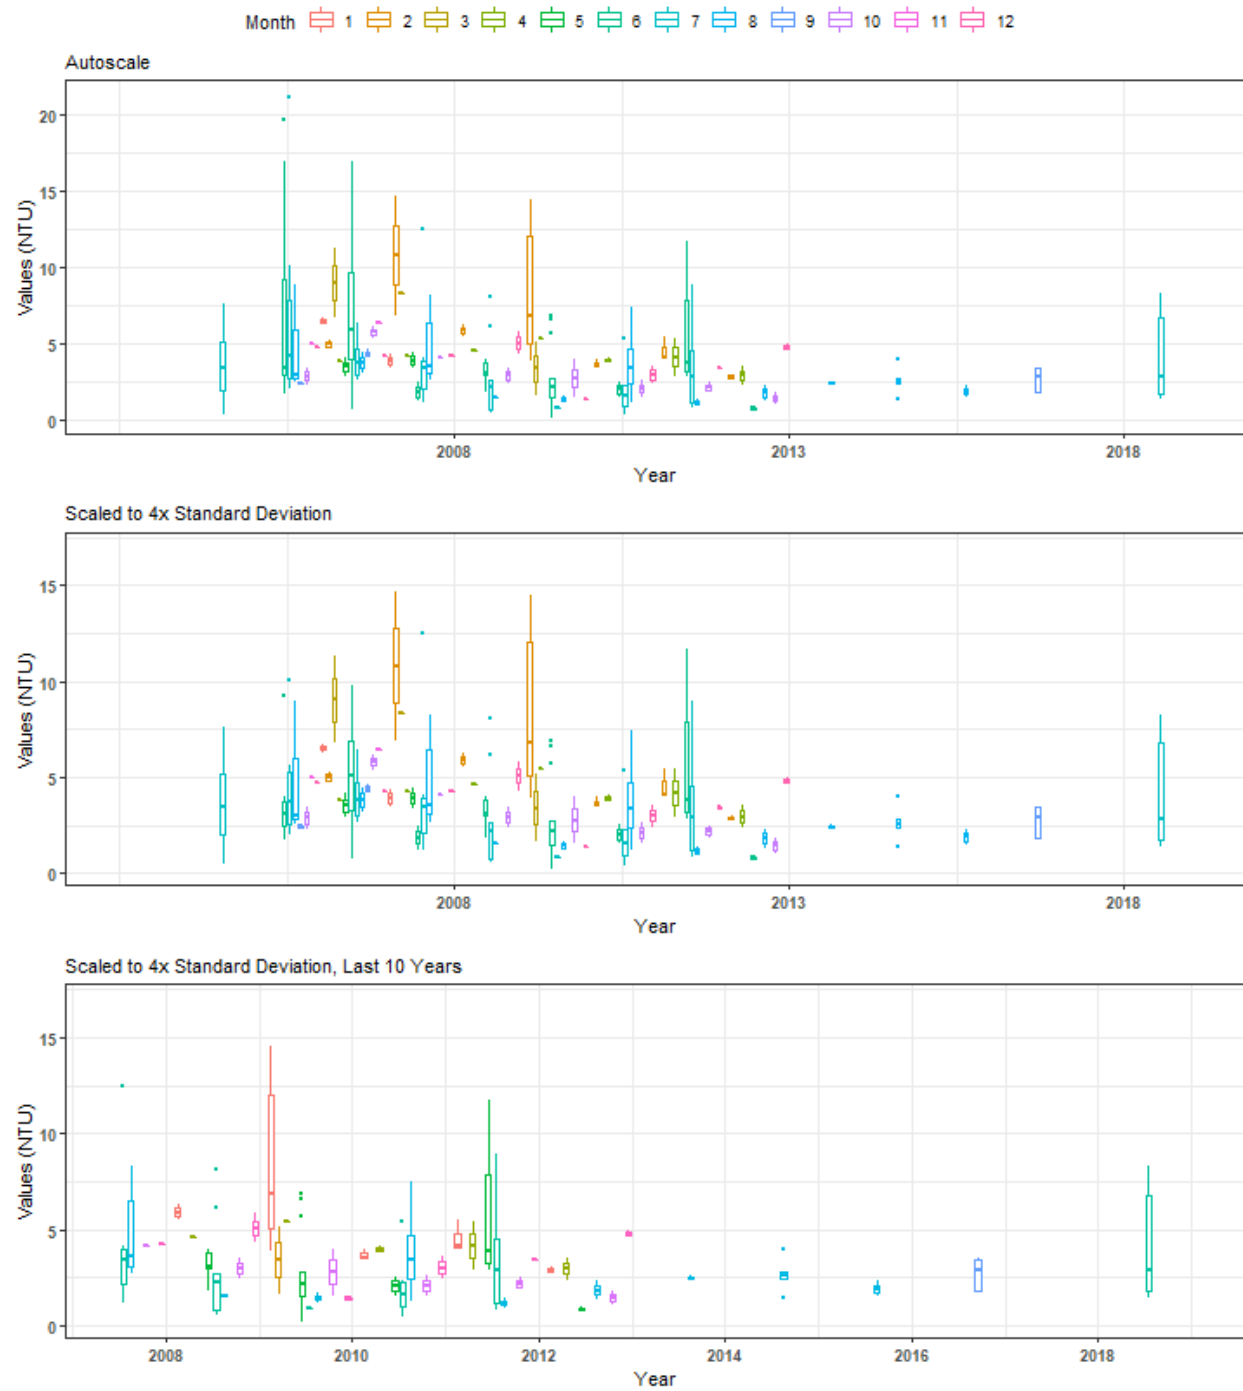 Month 1 2 3 4 5 6 7 8 9 10 11 12
Autoscale
Values (NTU)
20
15
10
5
0
2008 2013 2018
Year
Scaled to 4x Standard Deviation
Values (NTU)
15
10
5
0
2008 2013 2018
Year
Scaled to 4x Standard Deviation, Last 10 Years
Values (NTU)
15
10
5
0
2008 2010 2012 2014 2016 2018
Year